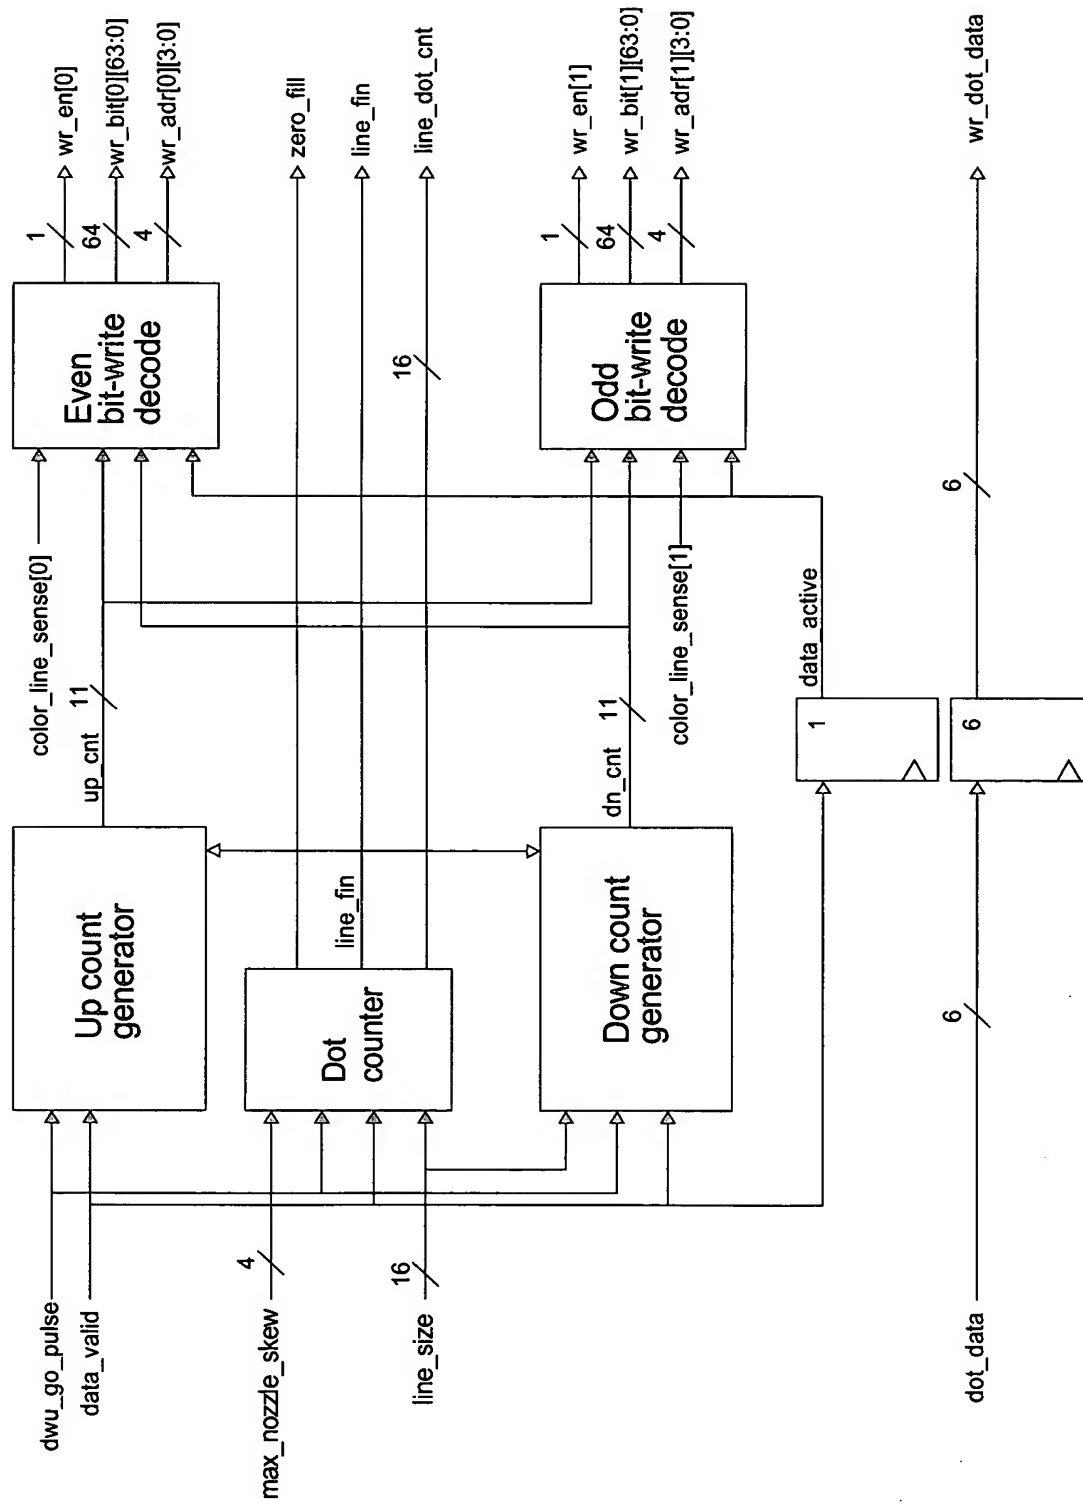 dwu_go_pulse
data_valid
max_nozzle_skew
4
line_size
16
dot_data
6
Up count
generator
Dot
counter
Down count
generator
line_fin
up_cnt
11
dn_cnt
11
color_line_sense[0]
color_line_sense[1]
1
data_active
6
6
Even
bit-write
decode
Odd
bit-write
decode
16
1
64
4
1
64
4
wr_en[0]
wr_bit[0][63:0]
wr_adr[0][3:0]
zero_fill
line_fin
line_dot_cnt
wr_en[1]
wr_bit[1][63:0]
wr_adr[1][3:0]
wr_dot_data